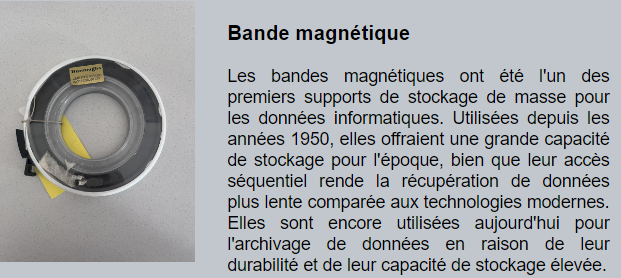 Bande magnétique
Les bandes magnétiques ont été l'un des
premiers supports de stockage de masse pour
les données informatiques. Utilisées depuis les
années 1950, elles offraient une grande capacité
de stockage pour l'époque, bien que leur accès
séquentiel rende la récupération de données
plus lente comparée aux technologies modernes.
Elles sont encore utilisées aujourd'hui pour
l'archivage de données en raison de leur
durabilité et de leur capacité de stockage élevée.
Burroughs